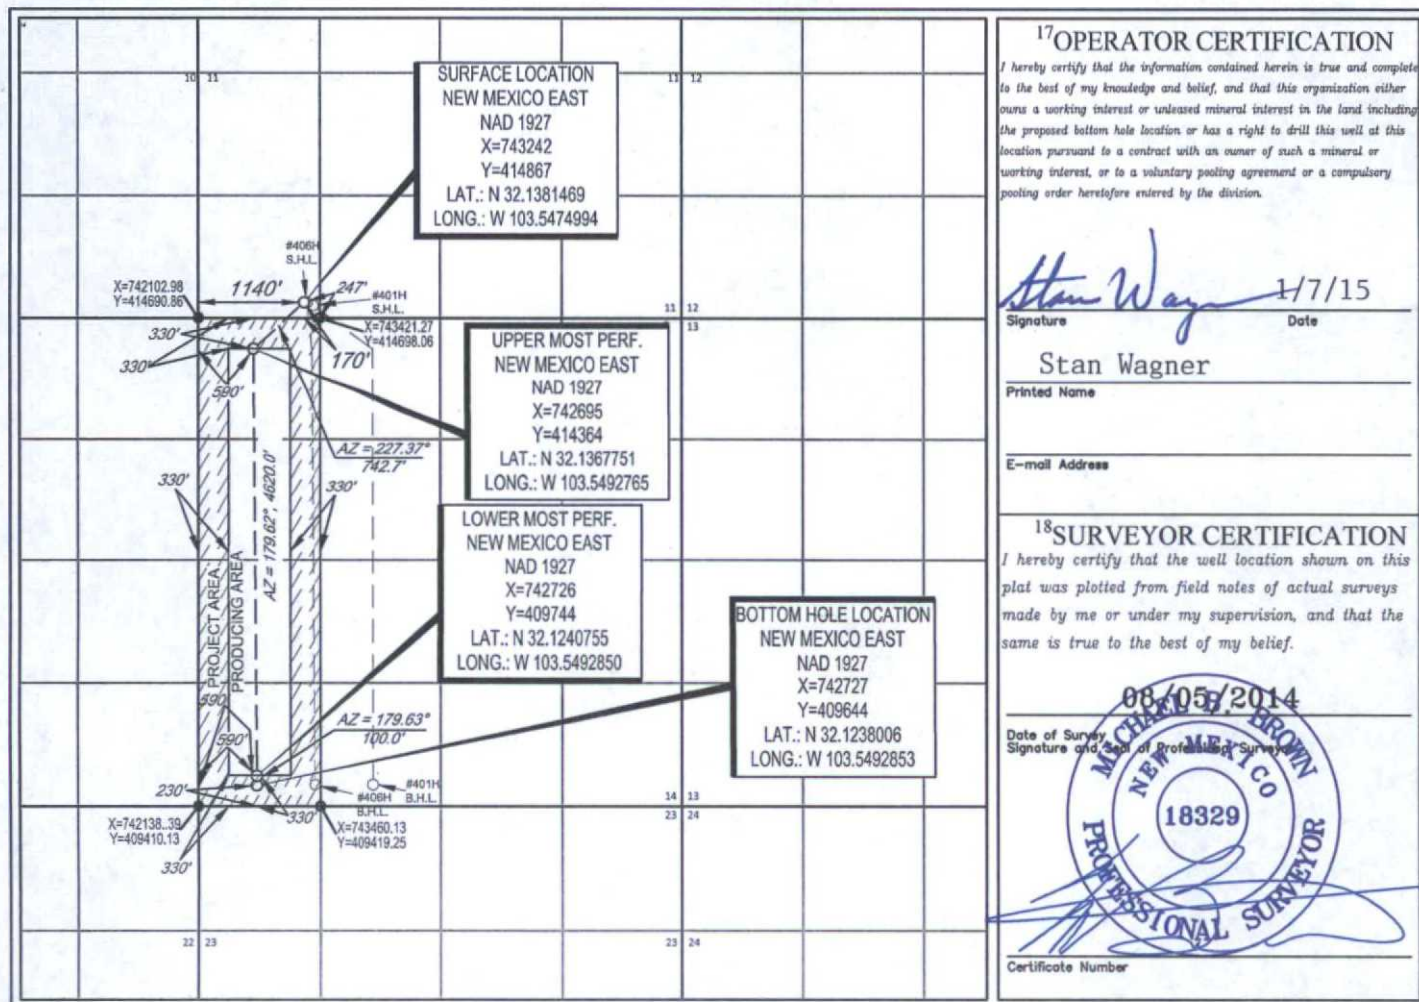 10 11
11 12
SURFACE LOCATION
NEW MEXICO EAST
NAD 1927
X=743242
Y=414867
LAT.: N 32.1381469
LONG.: W 103.5474994
#406H
S.H.L.
X=742102.98
Y=414690.86
1140'
247'
#401H
S.H.L.
X=743421.27
Y=414698.06
11 12
13
330'
330'
590'
170'
UPPER MOST PERF.
NEW MEXICO EAST
NAD 1927
X=742695
Y=414364
LAT.: N 32.1367751
LONG.: W 103.5492765
AZ = 227.37°
742.7'
330'
330'
AZ = 179.62°, 4620.0'
PROJECT AREA
PRODUCING AREA
LOWER MOST PERF.
NEW MEXICO EAST
NAD 1927
X=742726
Y=409744
LAT.: N 32.1240755
LONG.: W 103.5492850
BOTTOM HOLE LOCATION
NEW MEXICO EAST
NAD 1927
X=742727
Y=409644
LAT.: N 32.1238006
LONG.: W 103.5492853
590'
590'
AZ = 179.63°
100.0'
230'
#406H
B.H.L.
#401H
B.H.L.
330'
14 13
23 24
X=742138..39
Y=409410.13
X=743460.13
Y=409419.25
330'
22 23
23 24
17 OPERATOR CERTIFICATION
I hereby certify that the information contained herein is true and complete
to the best of my knowledge and belief, and that this organization either
owns a working interest or unleased mineral interest in the land including
the proposed bottom hole location or has a right to drill this well at this
location pursuant to a contract with an owner of such a mineral or
working interest, or to a voluntary pooling agreement or a compulsory
pooling order heretofore entered by the division.
Stan Wagner 1/7/15
Signature Date
Stan Wagner
Printed Name
E-mail Address
18 SURVEYOR CERTIFICATION
I hereby certify that the well location shown on this
plat was plotted from field notes of actual surveys
made by me or under my supervision, and that the
same is true to the best of my belief.
08/05/2014
Date of Survey
Signature and Seal of Professional Surveyor
MICHAEL B. BROWN
NEW MEXICO
18329
PROFESSIONAL SURVEYOR
Certificate Number